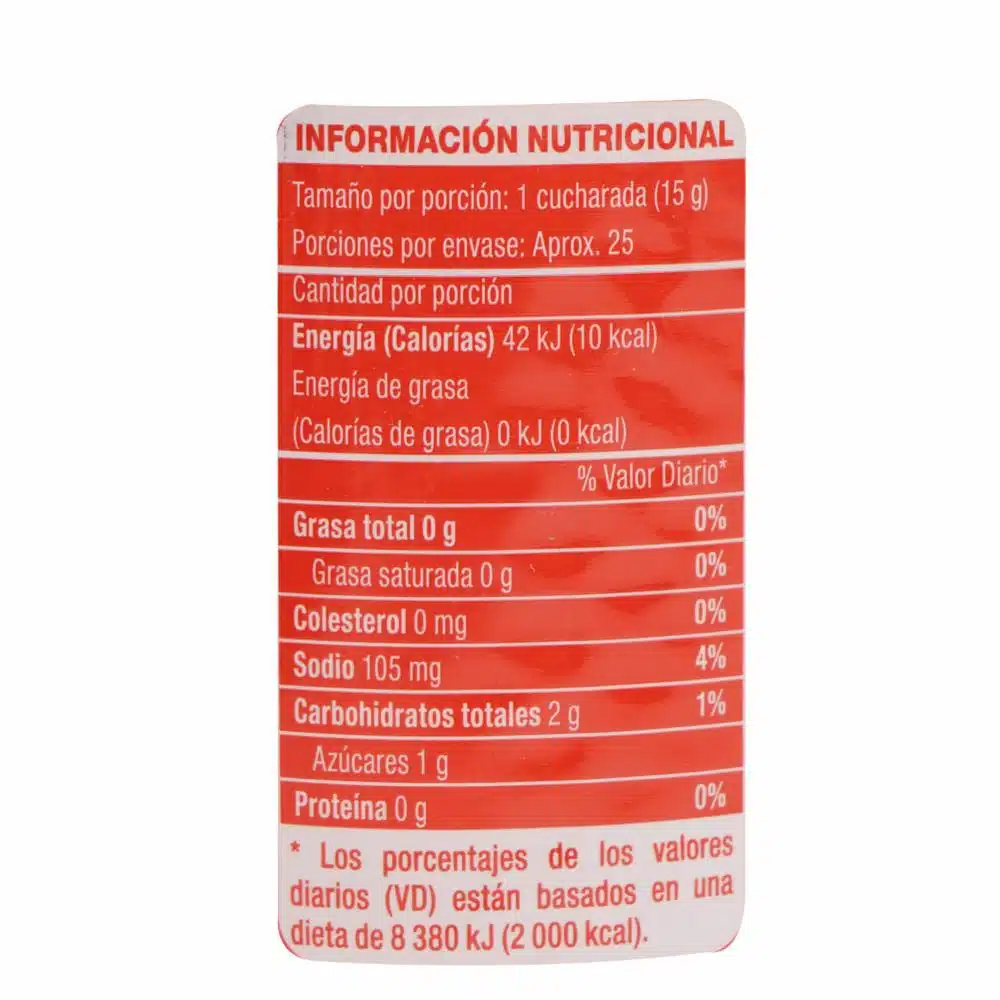 INFORMACIÓN NUTRICIONAL
Tamaño por porción: 1 cucharada (15 g)
Porciones por envase: Aprox. 25
Cantidad por porción
Energía (Calorías) 42 kJ (10 kcal)
Energía de grasa
(Calorías de grasa) 0 kJ (0 kcal)
% Valor Diario*
Grasa total 0 g 0%
Grasa saturada 0 g 0%
Colesterol 0 mg 0%
Sodio 105 mg 4%
Carbohidratos totales 2 g 1%
Azúcares 1 g
Proteína 0 g 0%
* Los porcentajes de los valores
diarios (VD) están basados en una
dieta de 8 380 kJ (2 000 kcal).